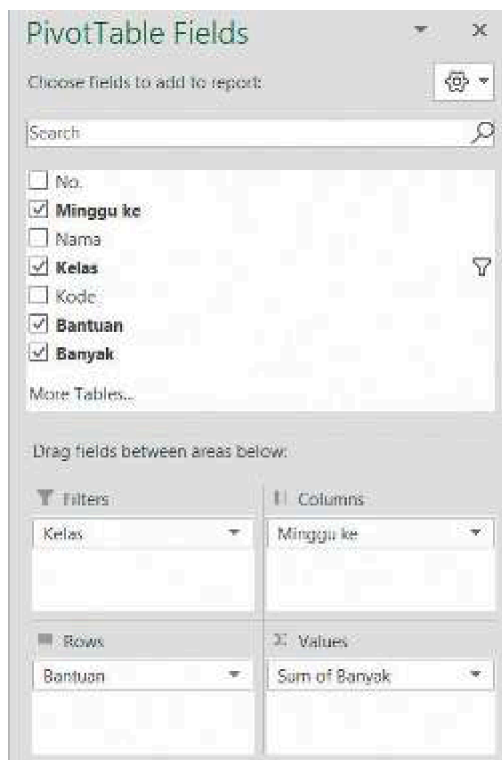 PivotTable Fields
Choose fields to add to report:
Search
No.
Minggu ke
Nama
Kelas
Kode
Bantuan
Banyak
More Tables...
Drag fields between areas below:
Filters
Columns
Kelas
Minggu ke
Rows
Σ Values
Bantuan
Sum of Banyak